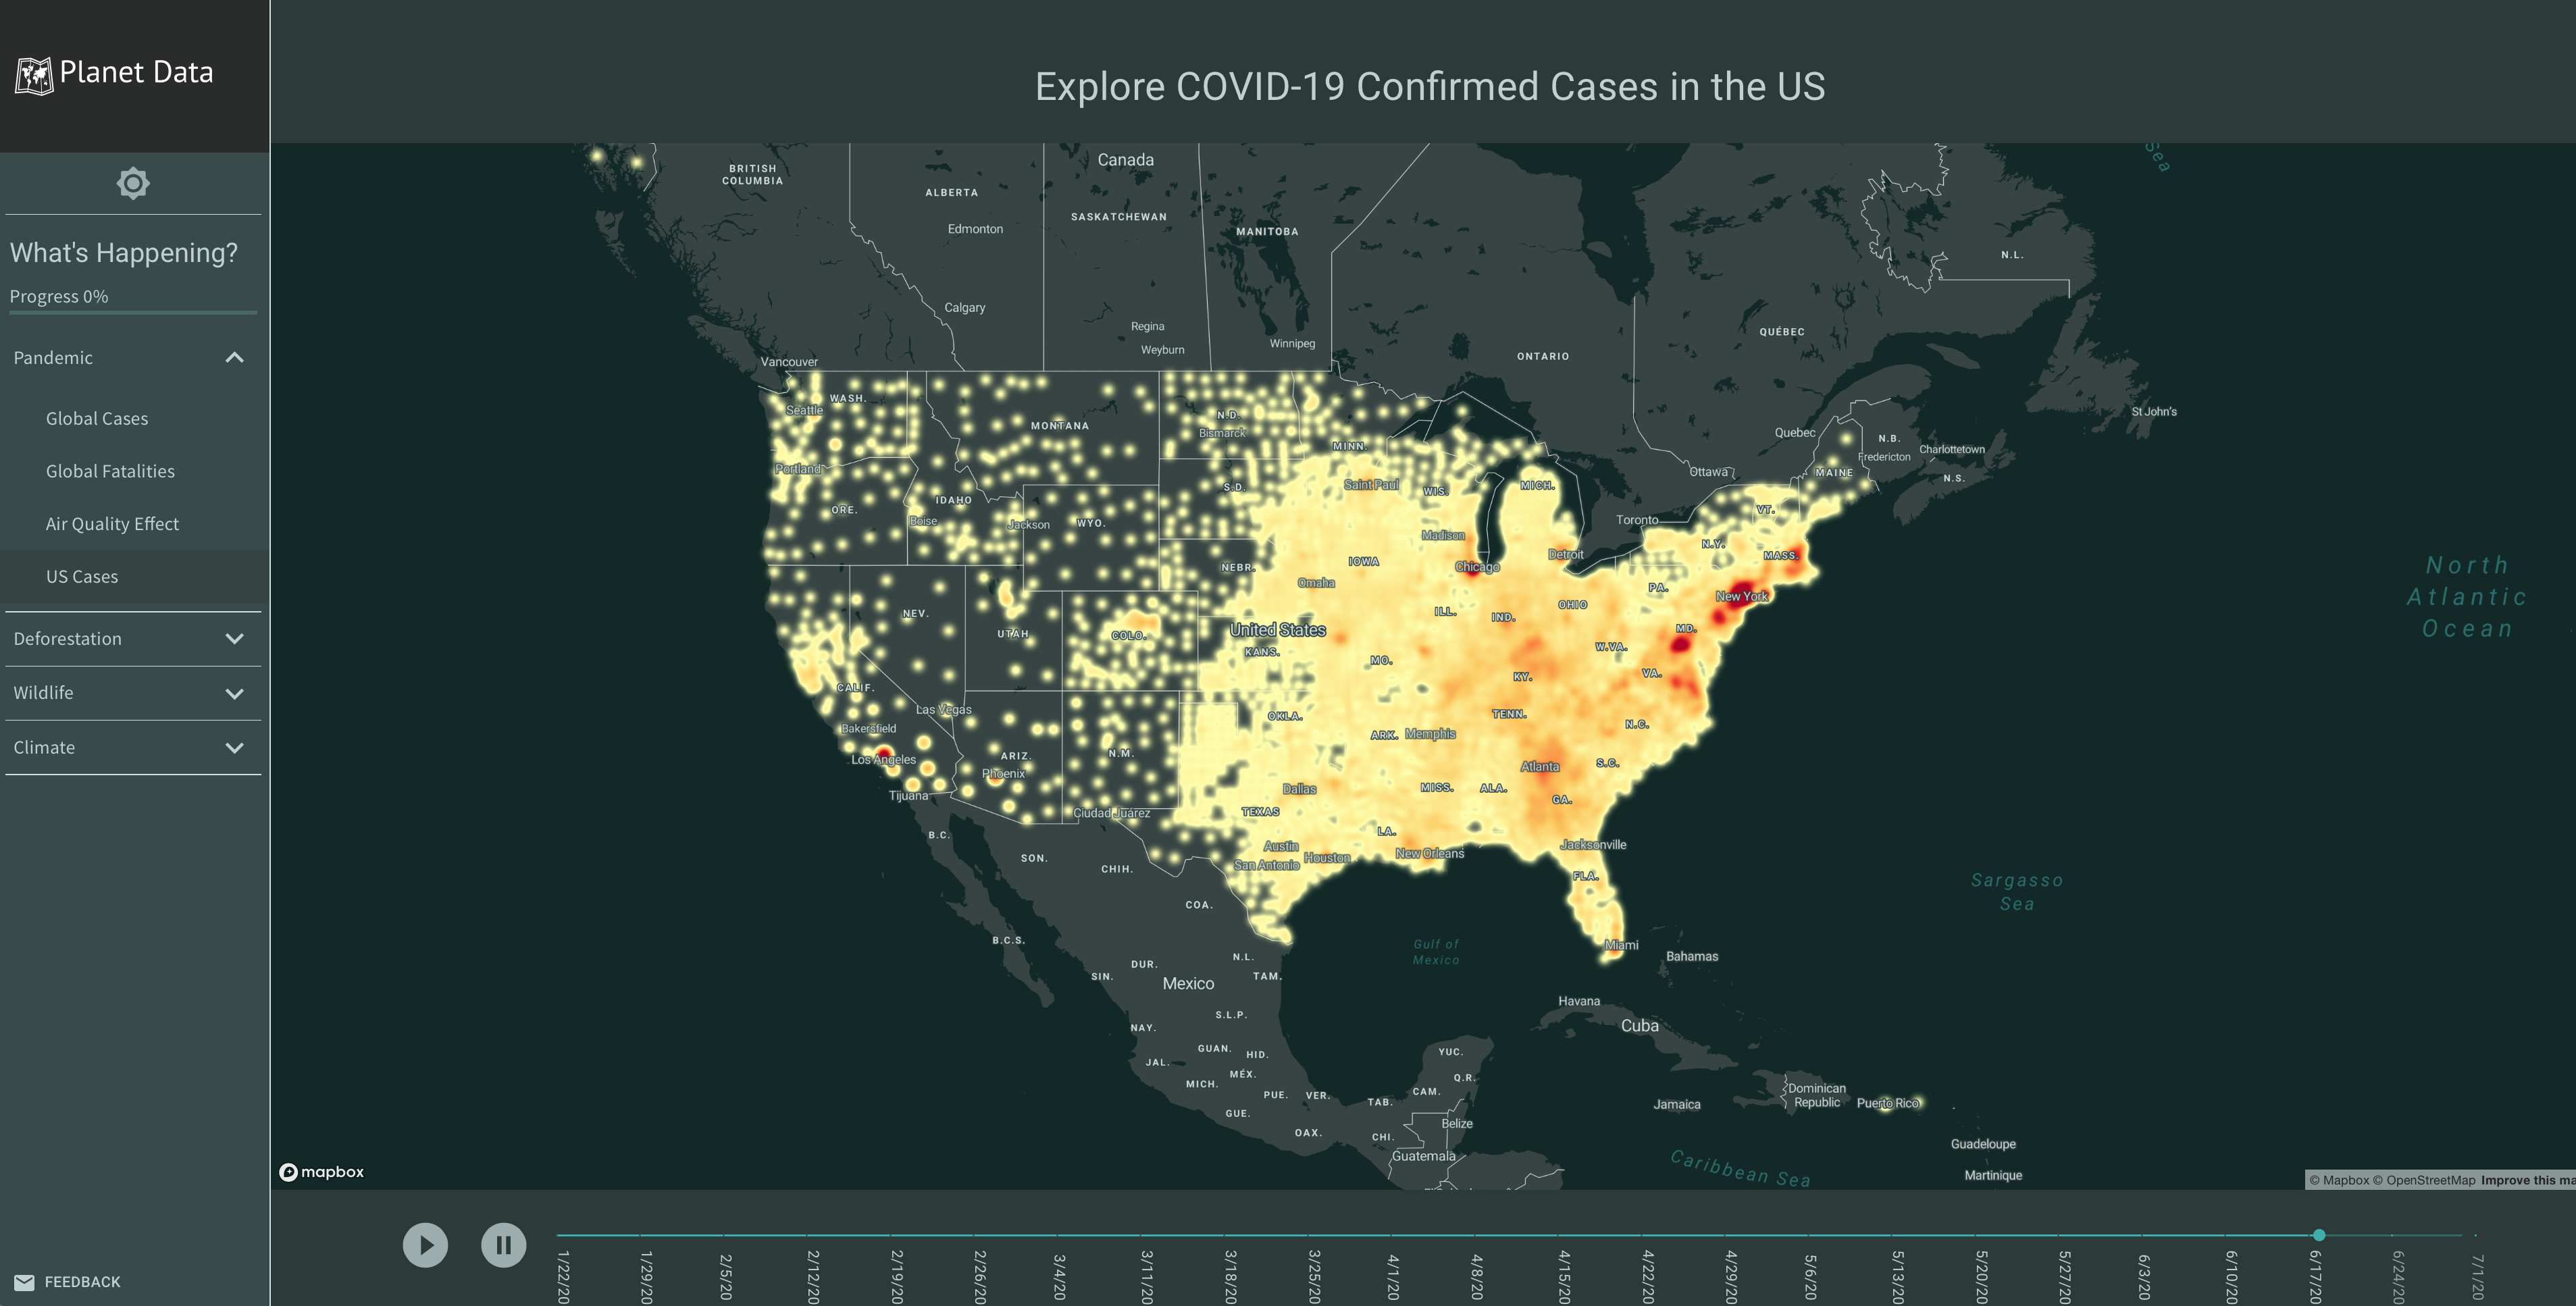 Planet Data
Explore COVID-19 Confirmed Cases in the US
What's Happening?
Progress 0%
Pandemic
Global Cases
Global Fatalities
Air Quality Effect
US Cases
Deforestation
Wildlife
Climate
FEEDBACK
Sea
Canada
BRITISH
COLUMBIA
ALBERTA
SASKATCHEWAN
Edmonton
MANITOBA
N.L.
Calgary
Regina
QUÉBEC
Winnipeg
Weyburn
ONTARIO
Vancouver
WASH.
Seattle
St John's
N.D.
MONTANA
Bismarck
Quebec
N.B.
MINN.
Charlottetown
Fredericton
Portland
Ottawa
MAINE
N.S.
S.D.
Saint Paul
WIS.
MICH.
IDAHO
ORE.
VT.
Boise
Jackson
WYO.
Toronto
Madison
N.Y.
Detroit
MASS.
IOWA
NEBR.
Chicago
North
Atlantic
Ocean
Omaha
PA.
New York
NEV.
ILL.
IND.
OHIO
UTAH
COLO.
United States
MD.
KANS.
MO.
W.VA.
KY.
VA.
CALIF.
Las Vegas
OKLA.
TENN.
N.C.
Bakersfield
ARK.
Memphis
Los Angeles
ARIZ.
N.M.
Atlanta
S.C.
Phoenix
Tijuana
Dallas
MISS.
ALA.
GA.
Ciudad Juárez
TEXAS
B.C.
LA.
Austin
Jacksonville
SON.
San Antonio
Houston
New Orleans
CHIH.
FLA.
Sargasso
Sea
COA.
B.C.S.
Gulf of
Mexico
Miami
Bahamas
N.L.
DUR.
SIN.
TAM.
Mexico
Havana
S.L.P.
Cuba
NAY.
GUAN.
HID.
YUC.
JAL.
MÉX.
Q.R.
MICH.
PUE.
VER.
CAM.
Dominican
Republic
TAB.
Jamaica
Puerto Rico
GUE.
Belize
OAX.
CHI.
Guadeloupe
Guatemala
Caribbean Sea
Martinique
mapbox
© Mapbox © OpenStreetMap Improve this ma
1/22/20
1/29/20
2/5/20
2/12/20
2/19/20
2/26/20
3/4/20
3/11/20
3/18/20
3/25/20
4/1/20
4/8/20
4/15/20
4/22/20
4/29/20
5/6/20
5/13/20
5/20/20
5/27/20
6/3/20
6/10/20
6/17/20
6/24/20
7/1/20